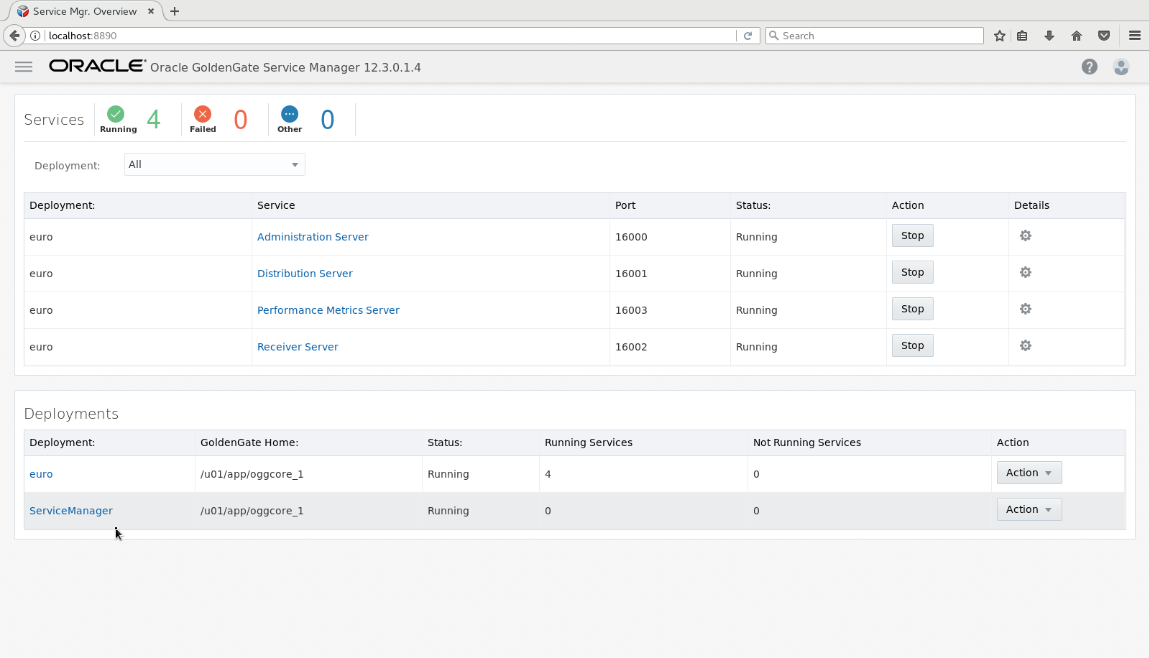 Service Mgr. Overview
localhost:8890
Search
ORACLE Oracle GoldenGate Service Manager 12.3.0.1.4
Services Running 4 Failed 0 Other 0
Deployment: All
Deployment: Service Port Status: Action Details
euro Administration Server 16000 Running Stop
euro Distribution Server 16001 Running Stop
euro Performance Metrics Server 16003 Running Stop
euro Receiver Server 16002 Running Stop
Deployments
Deployment: GoldenGate Home: Status: Running Services Not Running Services Action
euro /u01/app/oggcore_1 Running 4 0 Action
ServiceManager /u01/app/oggcore_1 Running 0 0 Action